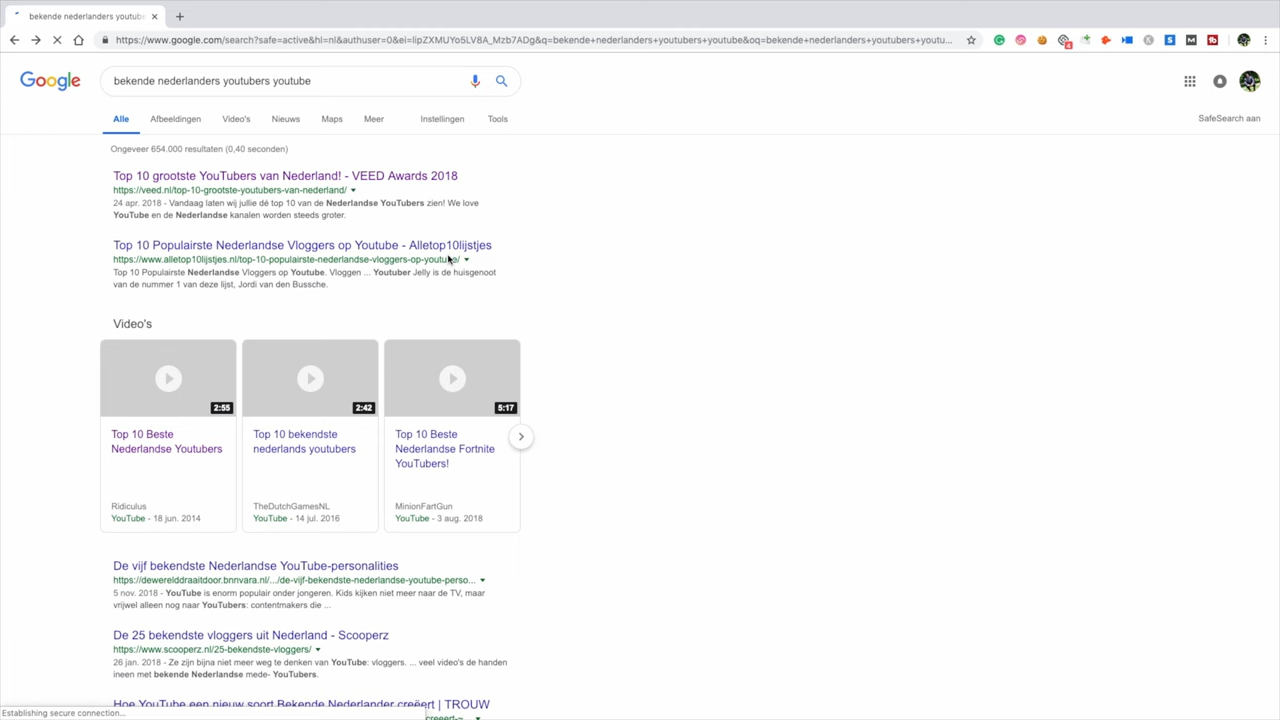 bekende nederlanders youtube
https://www.google.com/search?safe=active&hl=nl&authuser=0&ei=lipZXMUYo5LV8A_Mzb7ADg&q=bekende+nederlanders+youtubers+youtube&oq=bekende+nederlanders+youtubers+youtu...
Google
bekende nederlanders youtubers youtube
Alle Afbeeldingen Video's Nieuws Maps Meer Instellingen Tools
SafeSearch aan
Ongeveer 654.000 resultaten (0,40 seconden)
Top 10 grootste YouTubers van Nederland! - VEED Awards 2018
https://veed.nl/top-10-grootste-youtubers-van-nederland/
24 apr. 2018 - Vandaag laten wij jullie dé top 10 van de Nederlandse YouTubers zien! We love
YouTube en de Nederlandse kanalen worden steeds groter.
Top 10 Populairste Nederlandse Vloggers op Youtube - Alletop10lijstjes
https://www.alletop10lijstjes.nl/top-10-populairste-nederlandse-vloggers-op-youtube/
Top 10 Populairste Nederlandse Vloggers op Youtube. Vloggen ... Youtuber Jelly is de huisgenoot
van de nummer 1 van deze lijst, Jordi van den Bussche.
Video's
2:55
2:42
5:17
Top 10 Beste
Nederlandse Youtubers
Ridiculus
YouTube - 18 jun. 2014
Top 10 bekendste
nederlands youtubers
TheDutchGamesNL
YouTube - 14 jul. 2016
Top 10 Beste
Nederlandse Fortnite
YouTubers!
MinionFartGun
YouTube - 3 aug. 2018
De vijf bekendste Nederlandse YouTube-personalities
https://dewerelddraaitdoor.bnnvara.nl/.../de-vijf-bekendste-nederlandse-youtube-perso...
5 nov. 2018 - YouTube is enorm populair onder jongeren. Kids kijken niet meer naar de TV, maar
vrijwel alleen nog naar YouTubers: contentmakers die ...
De 25 bekendste vloggers uit Nederland - Scooperz
https://www.scooperz.nl/25-bekendste-vloggers/
26 jan. 2018 - Ze zijn bijna niet meer weg te denken van YouTube: vloggers. ... veel video's de handen
ineen met bekende Nederlandse mede- YouTubers.
Hoe YouTube een nieuw soort Bekende Nederlander creëert | TROUW
Establishing secure connection...